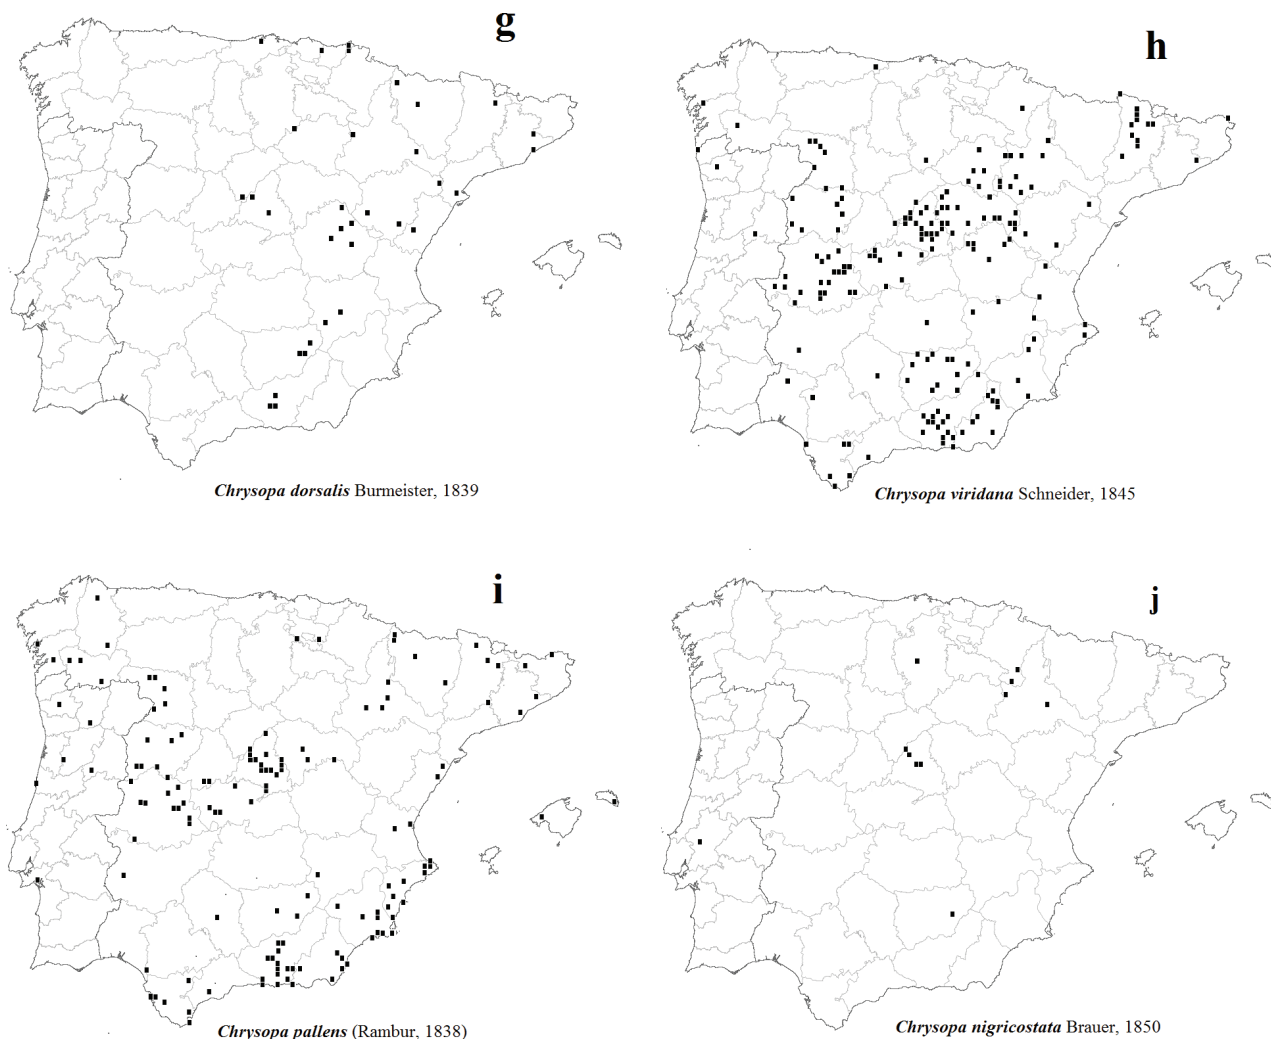 g
h
Chrysopa dorsalis Burmeister, 1839
Chrysopa viridana Schneider, 1845
i
j
Chrysopa pallens (Rambur, 1838)
Chrysopa nigricostata Brauer, 1850